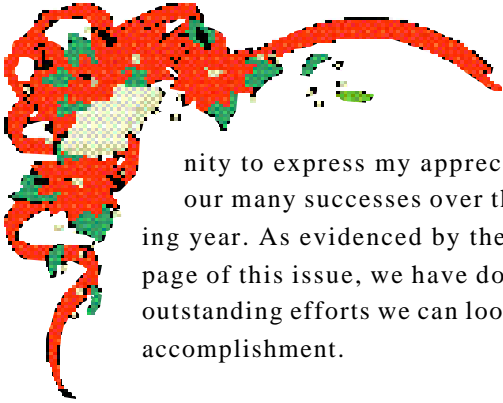 nity to express my apprec
our many successes over th
ing year. As evidenced by the
page of this issue, we have do
outstanding efforts we can loo
accomplishment.